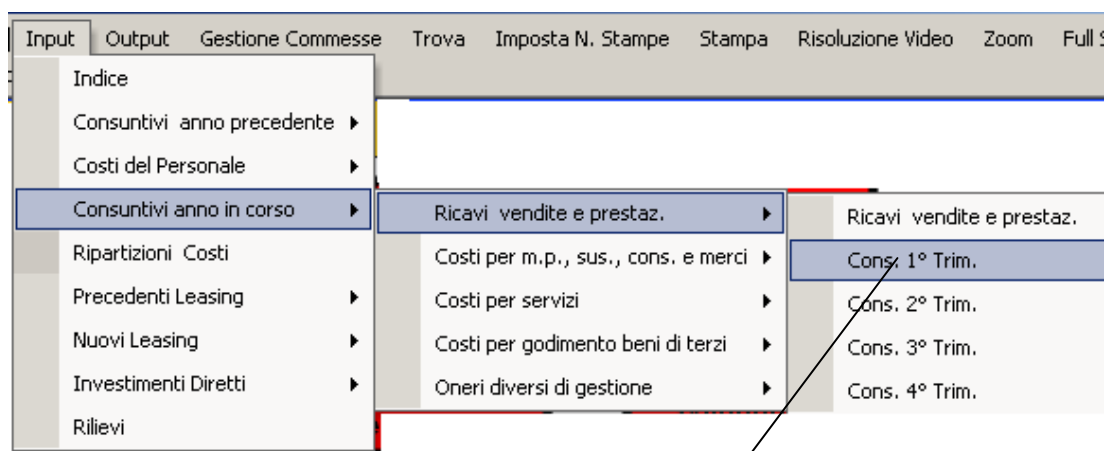 Input Output Gestione Commesse Trova Imposta N. Stampe Stampa Risoluzione Video Zoom Full
Indice
Consuntivi anno precedente
Costi del Personale
Consuntivi anno in corso
Ripartizioni Costi
Precedenti Leasing
Nuovi Leasing
Investimenti Diretti
Rilievi
Ricavi vendite e prestaz.
Costi per m.p., sus., cons. e merci
Costi per servizi
Costi per godimento beni di terzi
Oneri diversi di gestione
Ricavi vendite e prestaz.
Cons. 1° Trim.
Cons. 2° Trim.
Cons. 3° Trim.
Cons. 4° Trim.